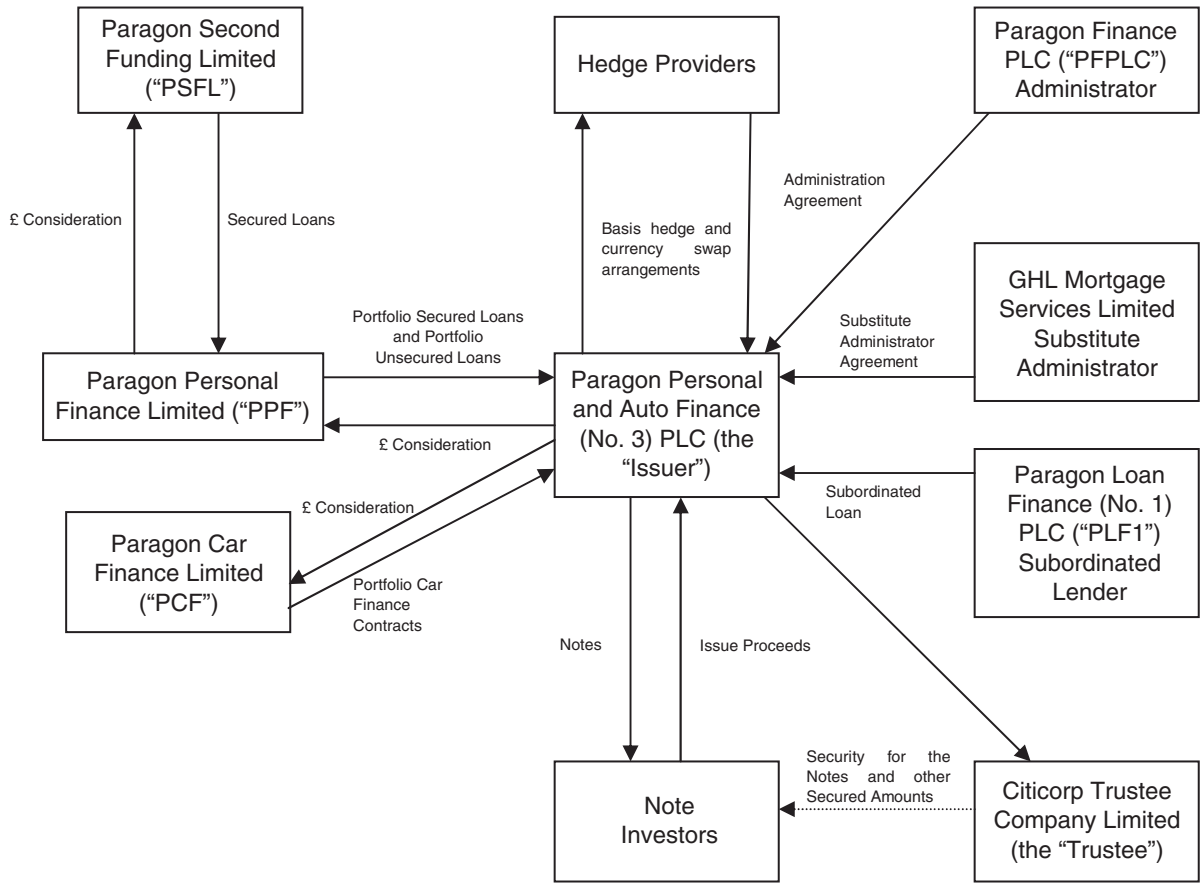 Paragon Second
Funding Limited
(“PSFL”)
Hedge Providers
Paragon Finance
PLC (“PFPLC”)
Administrator
£ Consideration
Secured Loans
Basis hedge and
currency swap
arrangements
Administration
Agreement
GHL Mortgage
Services Limited
Substitute
Administrator
Portfolio Secured Loans
and Portfolio
Unsecured Loans
Substitute
Administrator
Agreement
Paragon Personal
Finance Limited (“PPF”)
Paragon Personal
and Auto Finance
(No. 3) PLC (the
“Issuer”)
£ Consideration
Paragon Loan
Finance (No. 1)
PLC (“PLF1”)
Subordinated
Lender
Subordinated
Loan
£ Consideration
Paragon Car
Finance Limited
(“PCF”)
Portfolio Car
Finance
Contracts
Notes
Issue Proceeds
Security for the
Notes and other
Secured Amounts
Note
Investors
Citicorp Trustee
Company Limited
(the “Trustee”)